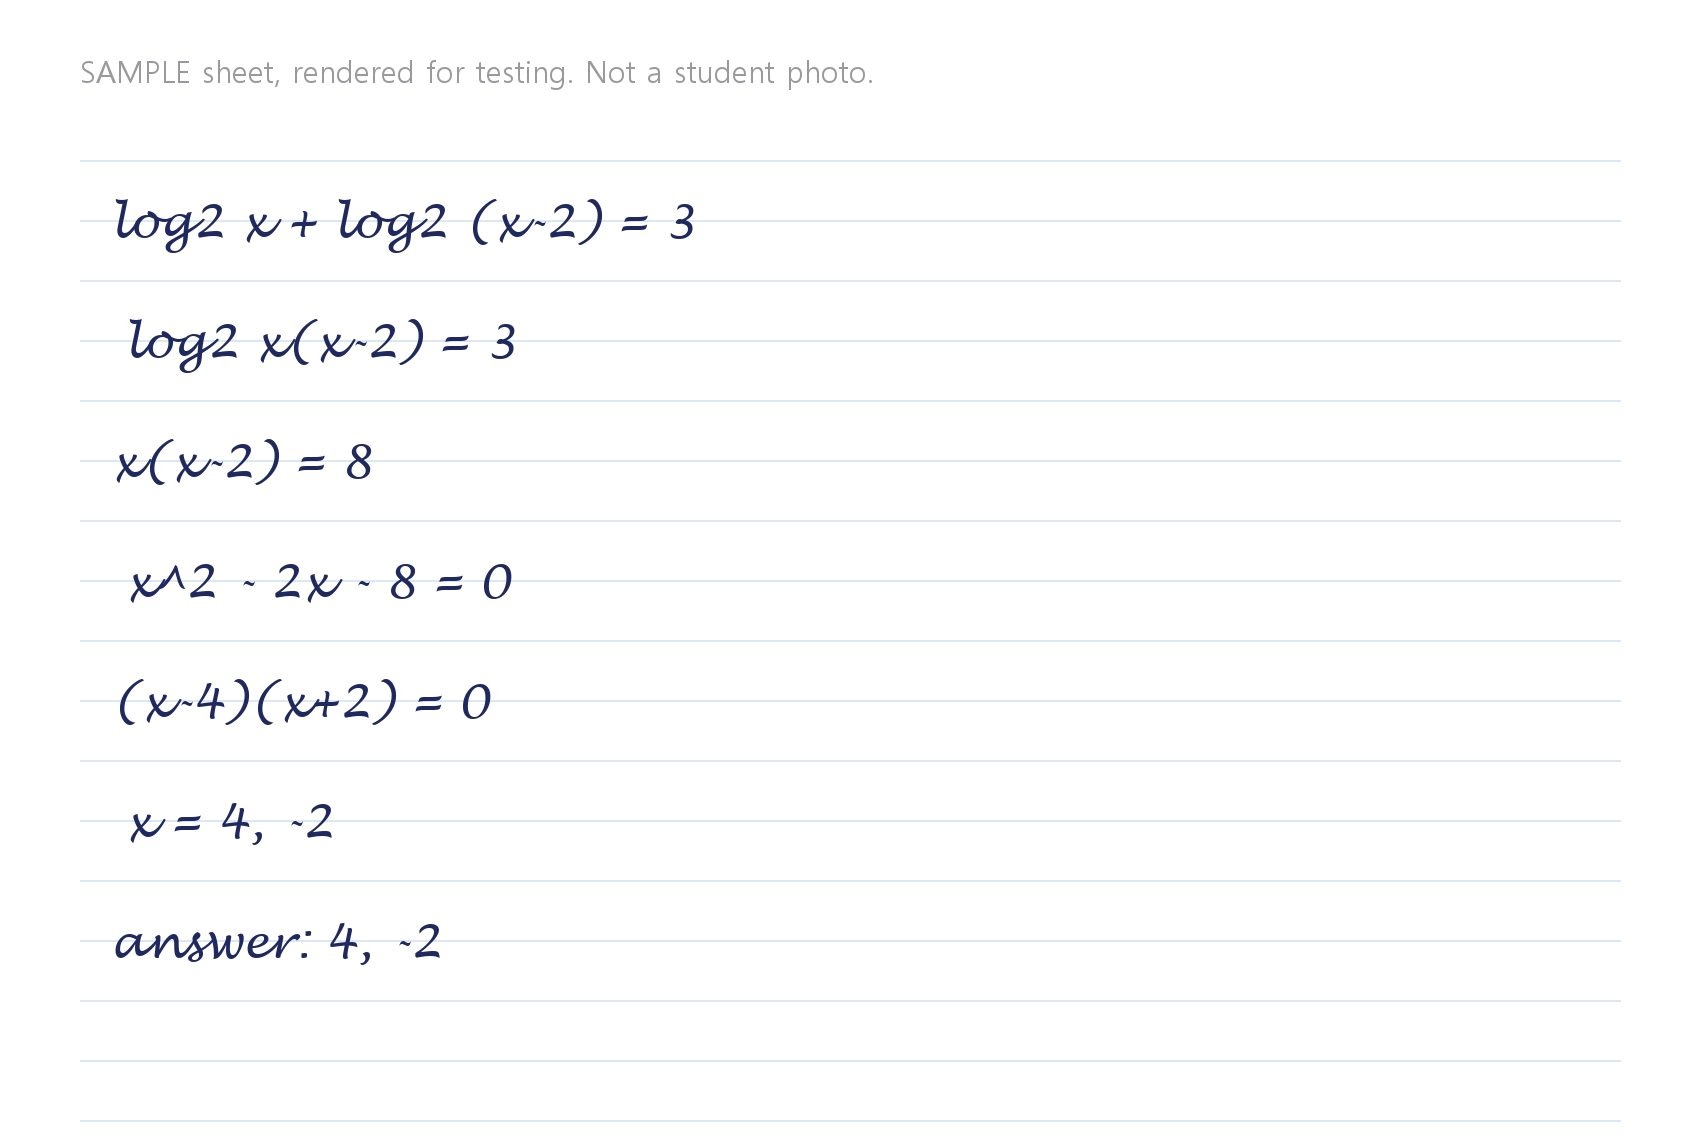 SAMPLE sheet, rendered for testing. Not a student photo.
log2 x + log2 (x-2) = 3
log2 x(x-2) = 3
x(x-2) = 8
x^2 - 2x - 8 = 0
(x-4)(x+2) = 0
x = 4, -2
answer: 4, -2